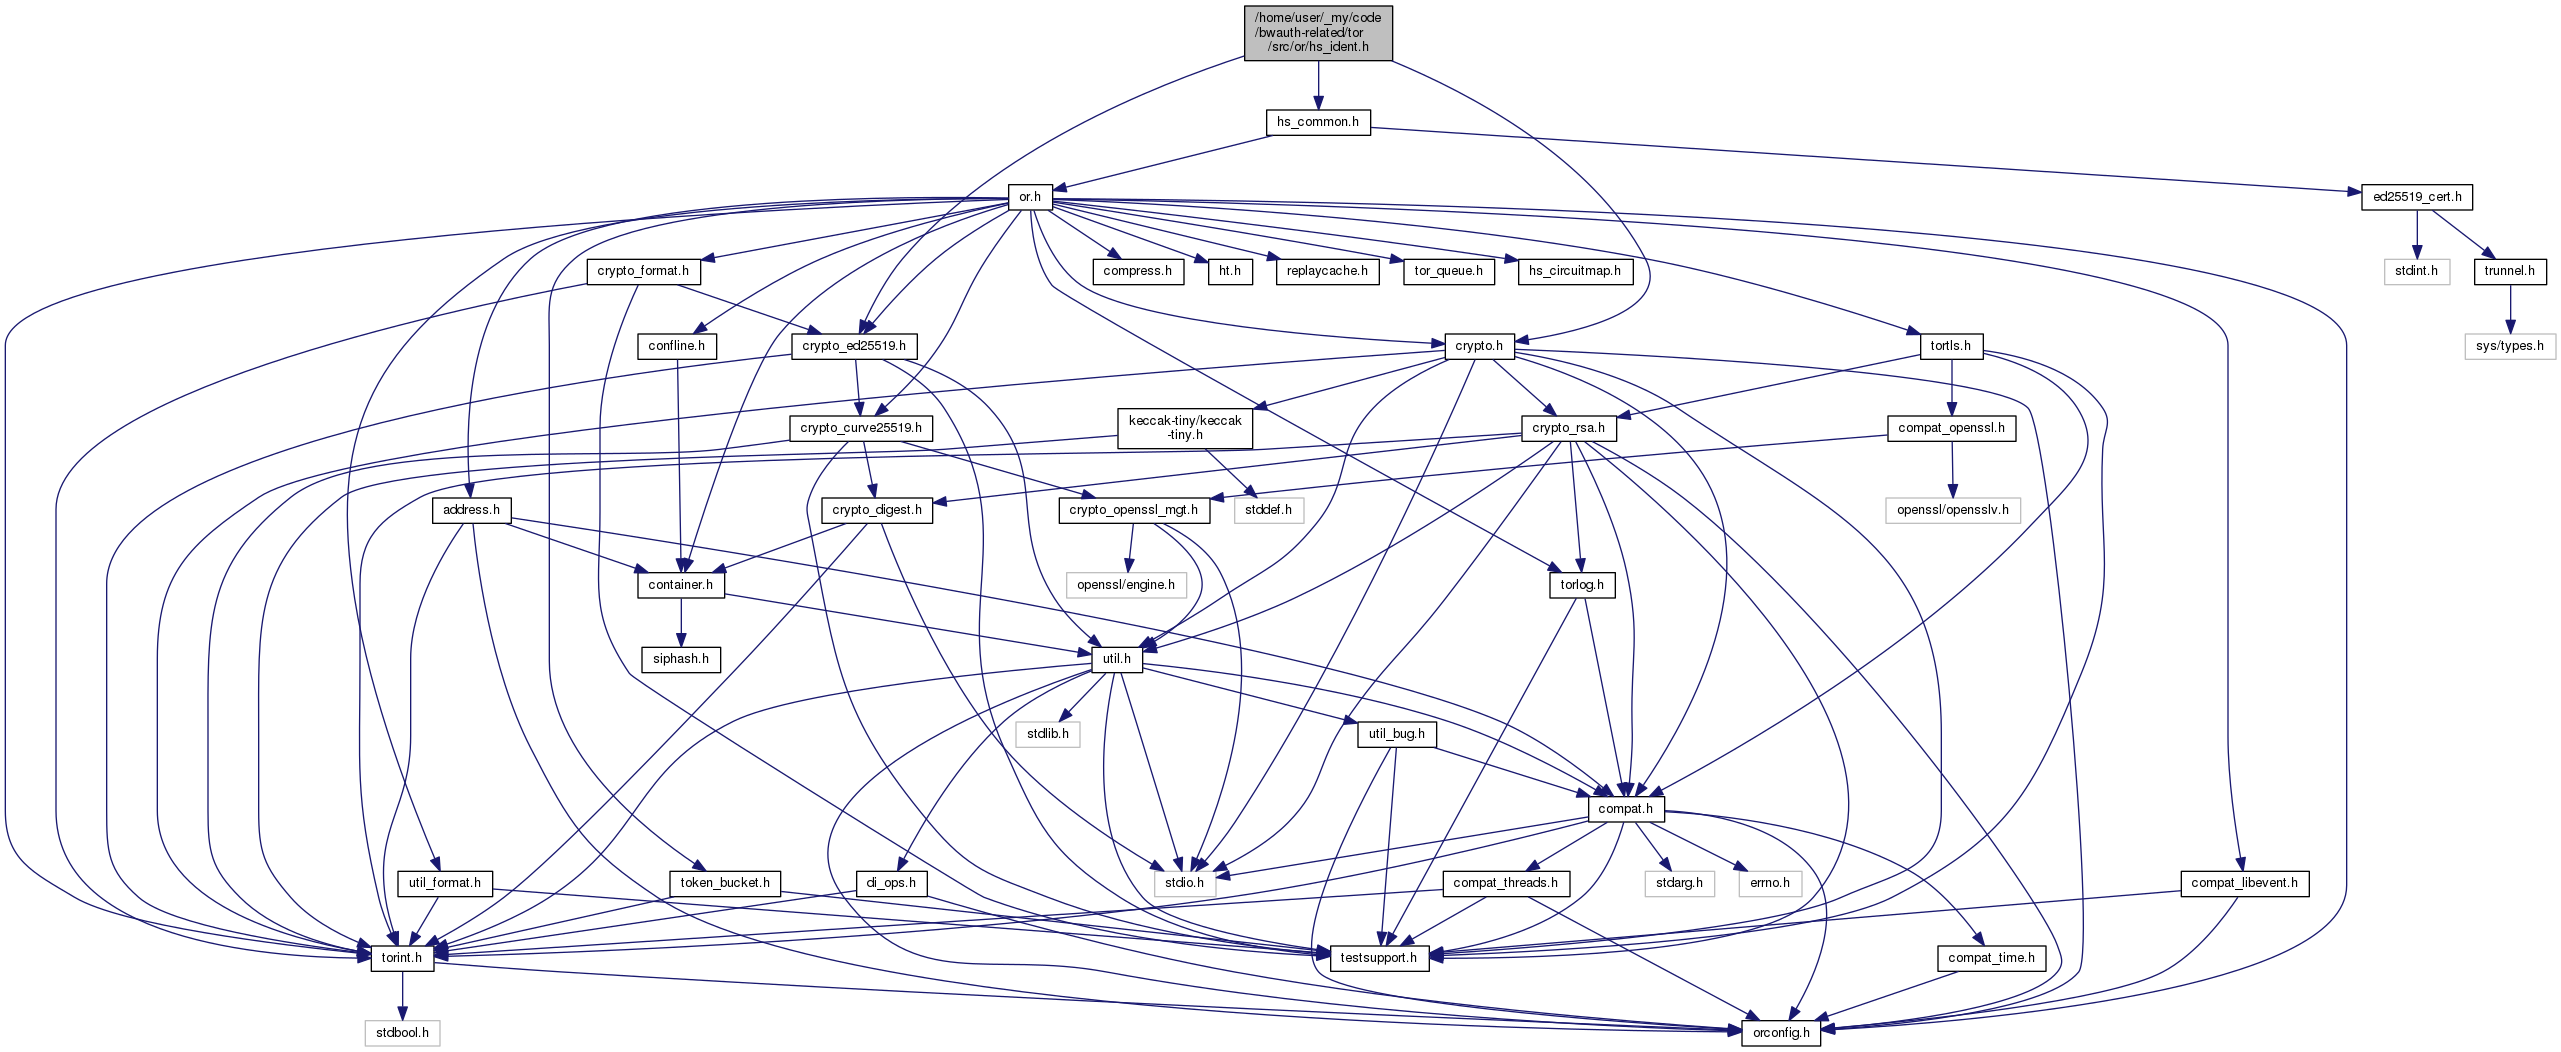 /home/user/_my/code
/bwauth-related/tor
/src/or/hs_ident.h
hs_common.h
or.h
ed25519_cert.h
crypto_format.h
compress.h
ht.h
replaycache.h
tor_queue.h
hs_circuitmap.h
stdint.h
trunnel.h
confline.h
crypto_ed25519.h
crypto.h
tortls.h
sys/types.h
crypto_curve25519.h
keccak-tiny/keccak
-tiny.h
crypto_rsa.h
compat_openssl.h
address.h
crypto_digest.h
crypto_openssl_mgt.h
stddef.h
openssl/opensslv.h
container.h
openssl/engine.h
torlog.h
siphash.h
util.h
stdlib.h
util_bug.h
compat.h
util_format.h
token_bucket.h
di_ops.h
stdio.h
compat_threads.h
stdarg.h
errno.h
compat_libevent.h
torint.h
testsupport.h
compat_time.h
stdbool.h
orconfig.h